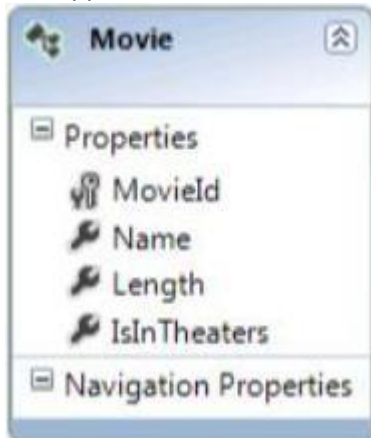 Movie
Properties
MovieId
Name
Length
IsInTheaters
Navigation Properties